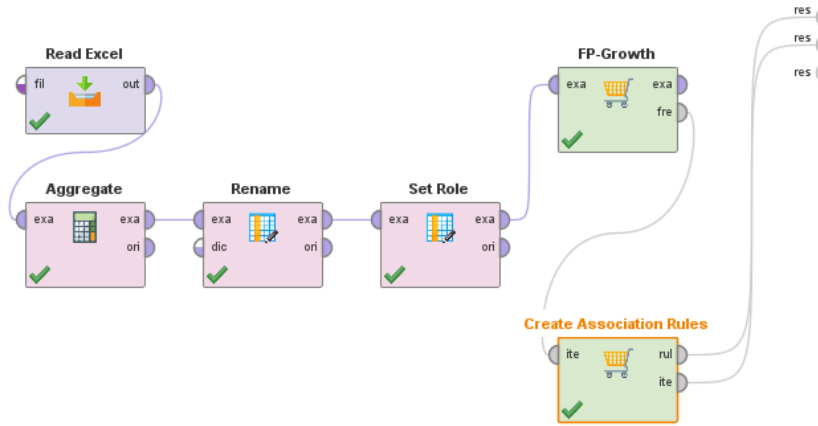 res
res
res
Read Excel
fil out
FP-Growth
exa exa
fre
Aggregate
exa exa
ori
Rename
exa exa
dic ori
Set Role
exa exa
ori
Create Association Rules
ite rul
ite